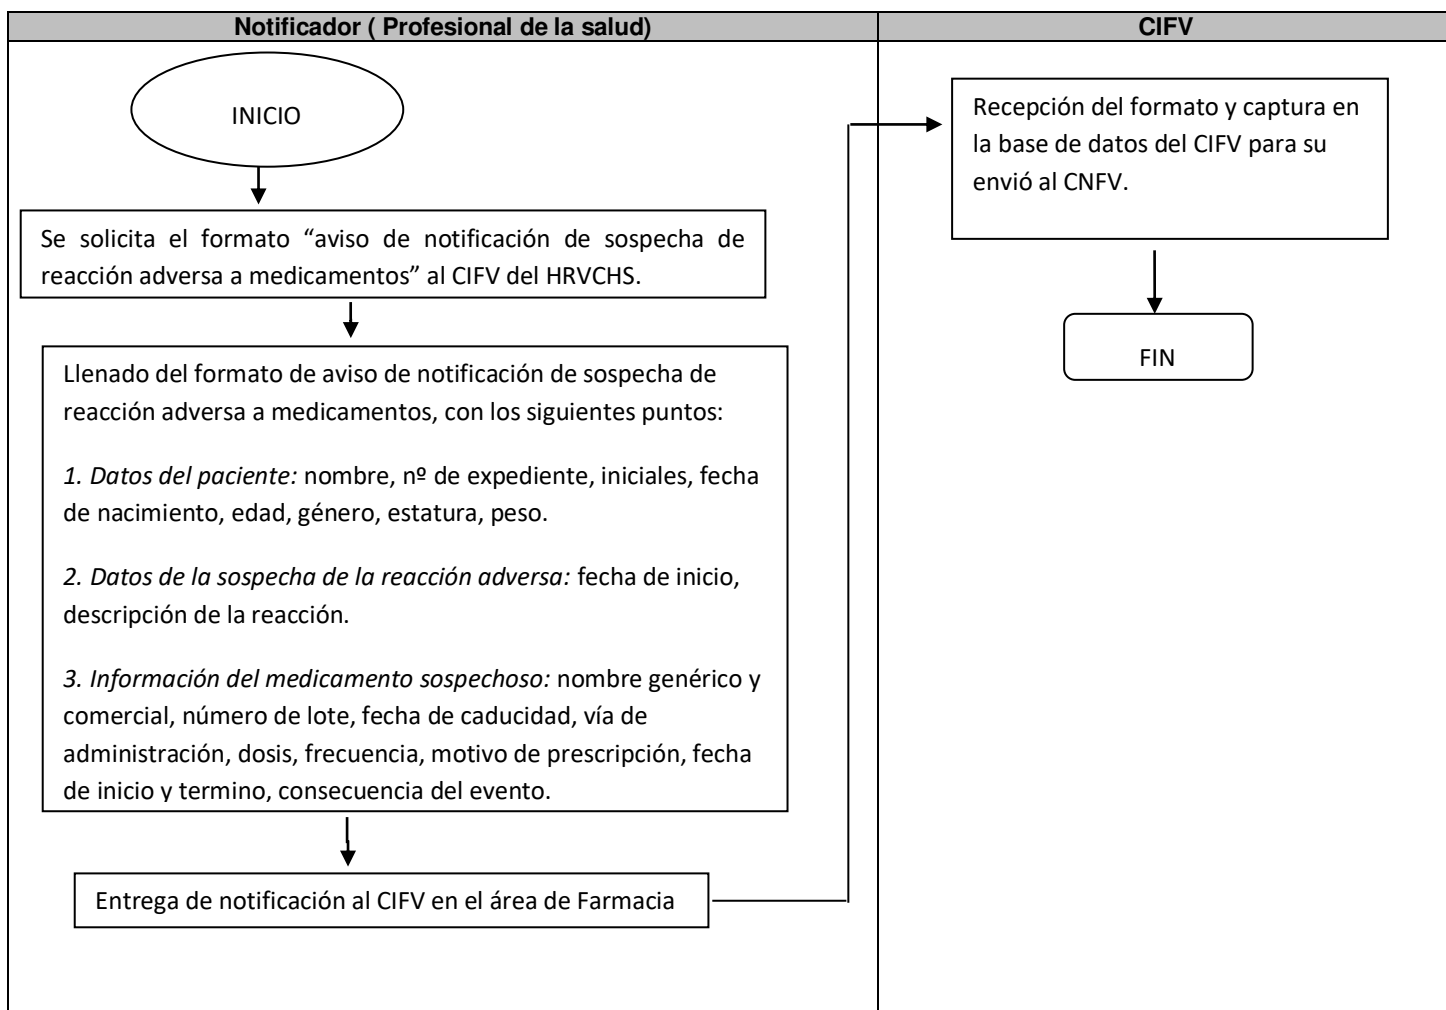 Notificador ( Profesional de la salud)
CIFV
INICIO
Se solicita el formato “aviso de notificación de sospecha de
reacción adversa a medicamentos” al CIFV del HRVCHS.
Llenado del formato de aviso de notificación de sospecha de
reacción adversa a medicamentos, con los siguientes puntos:
1. Datos del paciente: nombre, nº de expediente, iniciales, fecha
de nacimiento, edad, género, estatura, peso.
2. Datos de la sospecha de la reacción adversa: fecha de inicio,
descripción de la reacción.
3. Información del medicamento sospechoso: nombre genérico y
comercial, número de lote, fecha de caducidad, vía de
administración, dosis, frecuencia, motivo de prescripción, fecha
de inicio y termino, consecuencia del evento.
Entrega de notificación al CIFV en el área de Farmacia
Recepción del formato y captura en
la base de datos del CIFV para su
envió al CNFV.
FIN